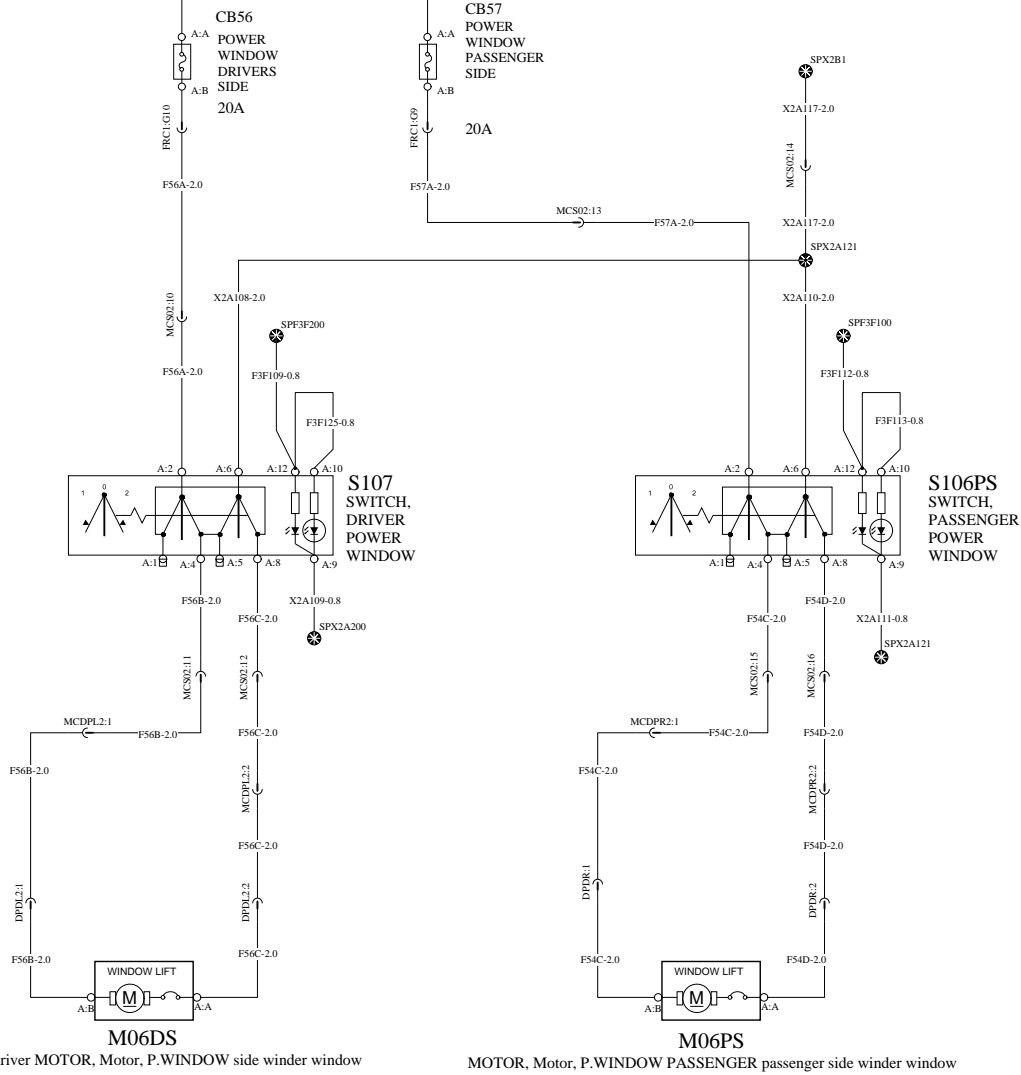 CB56
A:A
POWER
WINDOW
DRIVERS
SIDE
A:B
20A
FRC1:G10
F56A-2.0
MCS02:10
F56A-2.0
CB57
A:A
POWER
WINDOW
PASSENGER
SIDE
A:B
20A
FRC1:G9
F57A-2.0
MCS02:13
F57A-2.0
SPX2B1
X2A117-2.0
MCS02:14
X2A117-2.0
SPX2A121
X2A108-2.0
X2A110-2.0
SPF3F200
F3F109-0.8
F3F125-0.8
SPF3F100
F3F112-0.8
F3F113-0.8
A:2
A:6
A:12
A:10
1
0
2
S107
SWITCH,
DRIVER
POWER
WINDOW
A:1
A:4
A:5
A:8
A:9
A:2
A:6
A:12
A:10
1
0
2
S106PS
SWITCH,
PASSENGER
POWER
WINDOW
A:1
A:4
A:5
A:8
A:9
F56B-2.0
F56C-2.0
X2A109-0.8
SPX2A200
MCS02:11
MCS02:12
MCDPL2:1
F56B-2.0
F56C-2.0
F56B-2.0
MCDPL2:2
F56C-2.0
DPDL2:1
DPDL2:2
F56B-2.0
F56C-2.0
WINDOW LIFT
M
A:B
A:A
M06DS
river MOTOR, Motor, P.WINDOW side winder window
F54C-2.0
F54D-2.0
X2A111-0.8
SPX2A121
MCS02:15
MCS02:16
MCDPR2:1
F54C-2.0
F54D-2.0
F54C-2.0
MCDPR2:2
F54D-2.0
DPDR:1
DPDR:2
F54C-2.0
F54D-2.0
WINDOW LIFT
M
A:B
A:A
M06PS
MOTOR, Motor, P.WINDOW PASSENGER passenger side winder window